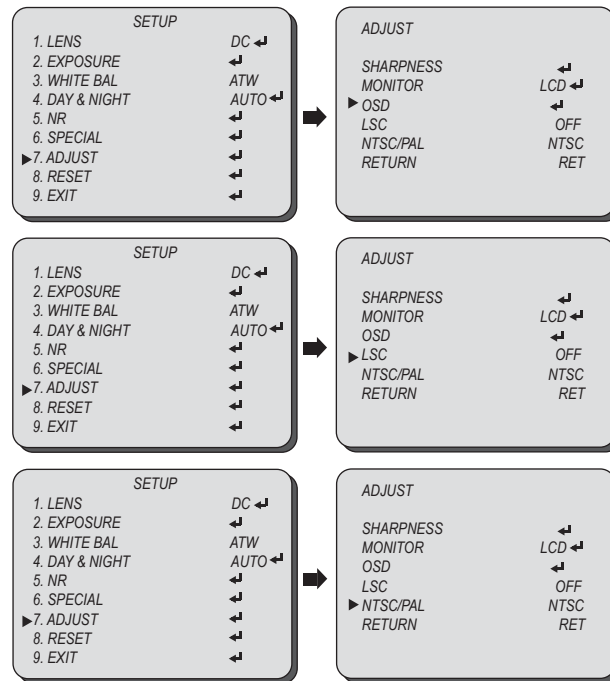 SETUP
1. LENS DC ↵
2. EXPOSURE ↵
3. WHITE BAL ATW
4. DAY & NIGHT AUTO ↵
5. NR ↵
6. SPECIAL ↵
▶7. ADJUST ↵
8. RESET ↵
9. EXIT ↵
ADJUST
SHARPNESS ↵
MONITOR LCD ↵
▶ OSD ↵
LSC OFF
NTSC/PAL NTSC
RETURN RET
SETUP
1. LENS DC ↵
2. EXPOSURE ↵
3. WHITE BAL ATW
4. DAY & NIGHT AUTO ↵
5. NR ↵
6. SPECIAL ↵
▶7. ADJUST ↵
8. RESET ↵
9. EXIT ↵
ADJUST
SHARPNESS ↵
MONITOR LCD ↵
OSD ↵
▶ LSC OFF
NTSC/PAL NTSC
RETURN RET
SETUP
1. LENS DC ↵
2. EXPOSURE ↵
3. WHITE BAL ATW
4. DAY & NIGHT AUTO ↵
5. NR ↵
6. SPECIAL ↵
▶7. ADJUST ↵
8. RESET ↵
9. EXIT ↵
ADJUST
SHARPNESS ↵
MONITOR LCD ↵
OSD ↵
LSC OFF
▶ NTSC/PAL NTSC
RETURN RET